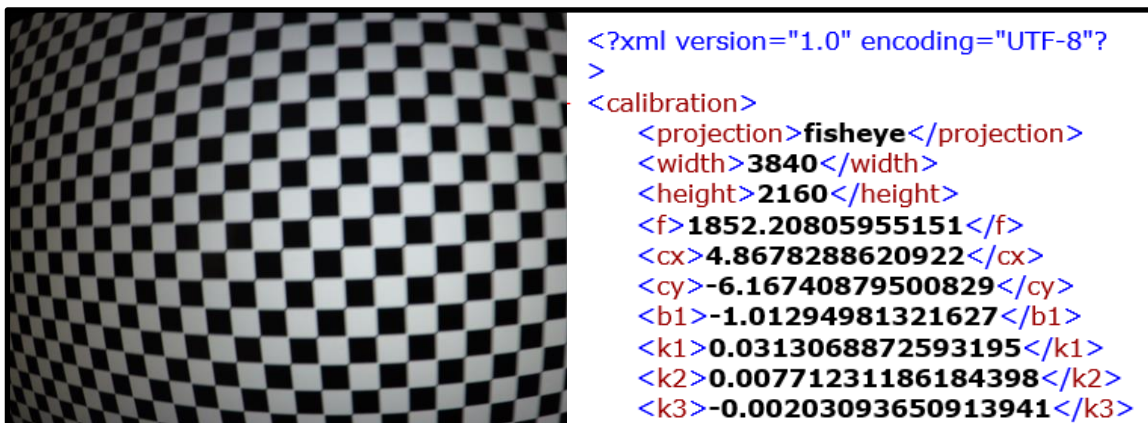 <?xml version="1.0" encoding="UTF-8"?
>
<calibration>
<projection>fisheye</projection>
<width>3840</width>
<height>2160</height>
<f>1852.20805955151</f>
<cx>4.8678288620922</cx>
<cy>-6.16740879500829</cy>
<b1>-1.01294981321627</b1>
<k1>0.0313068872593195</k1>
<k2>0.00771231186184398</k2>
<k3>-0.00203093650913941</k3>